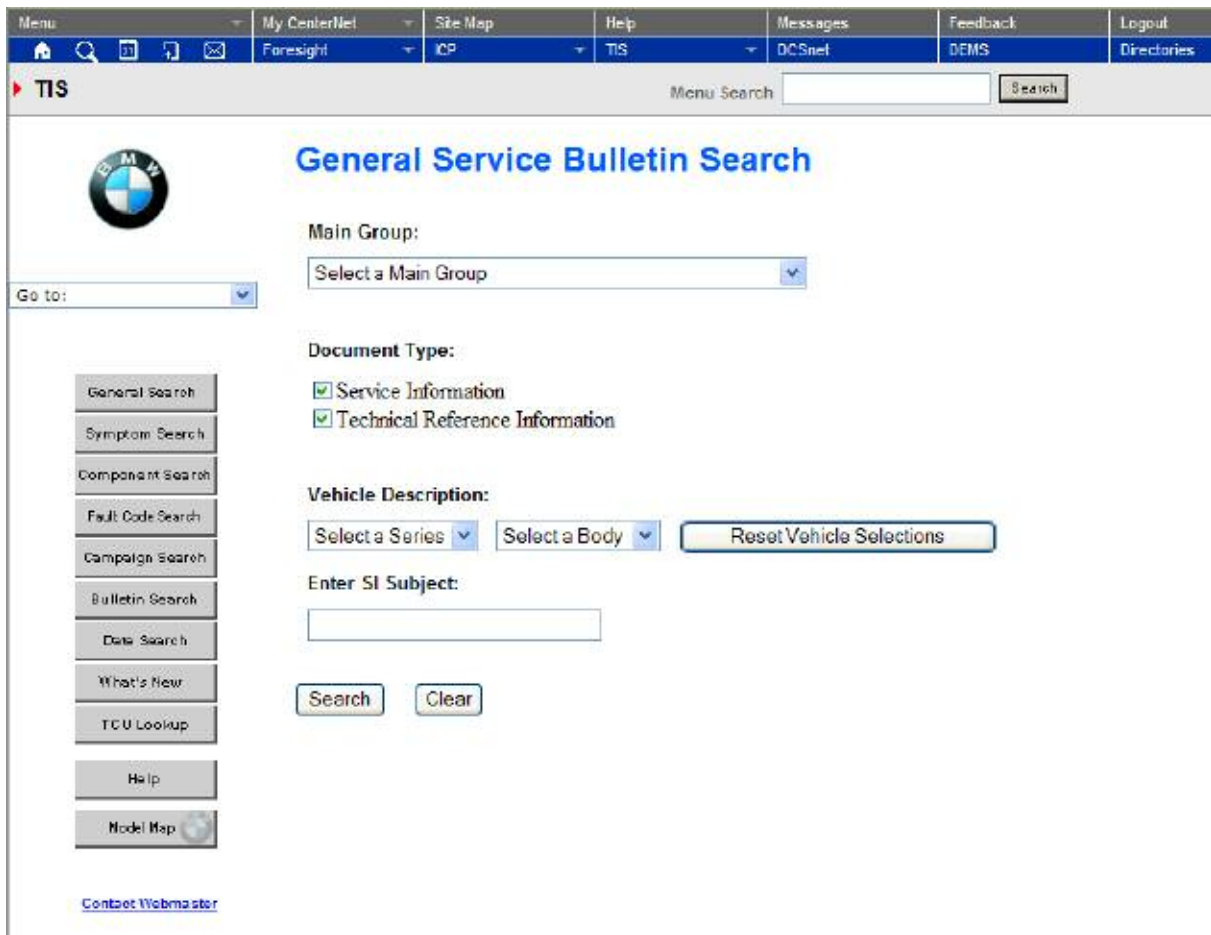 Menu My CenterNet Site Map Help Messages Feedback Logout
31 Foresight ICP TIS DCSnet DEMS Directories
TIS Menu Search Search
BMW
General Service Bulletin Search
Main Group:
Select a Main Group
Go to:
Document Type:
Service Information
Technical Reference Information
Vehicle Description:
Select a Series Select a Body Reset Vehicle Selections
Enter SI Subject:
Search Clear
General Search
Symptom Search
Component Search
Fault Code Search
Campaign Search
Bulletin Search
Date Search
What's New
TCU Lookup
Help
Model Map
Contact Webmaster